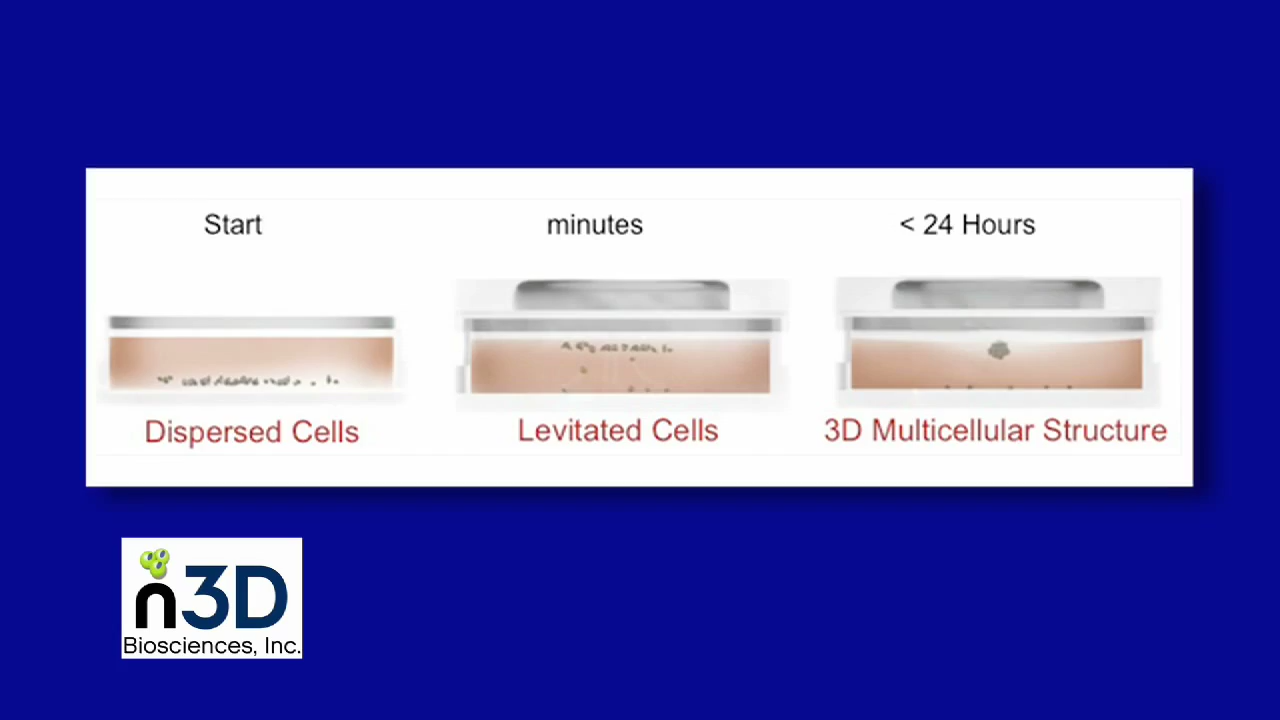 Start
minutes
< 24 Hours
Dispersed Cells
Levitated Cells
3D Multicellular Structure
n3D
Biosciences, Inc.